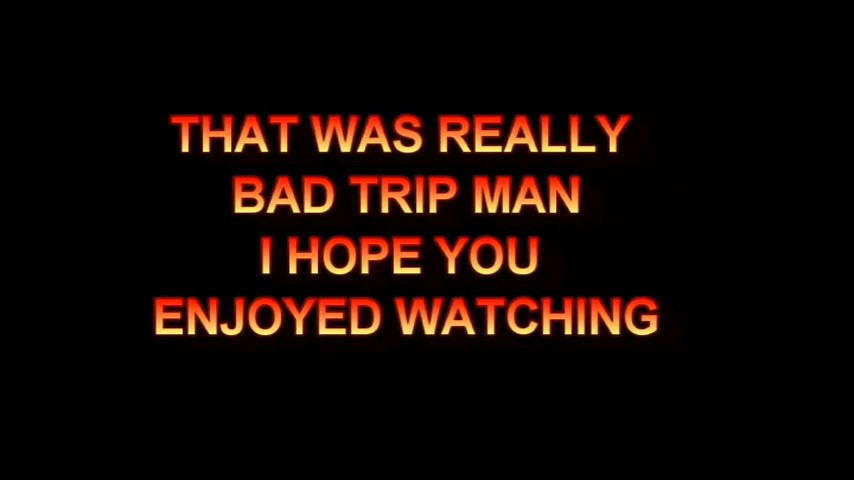 THAT WAS REALLY
BAD TRIP MAN
I HOPE YOU
ENJOYED WATCHING